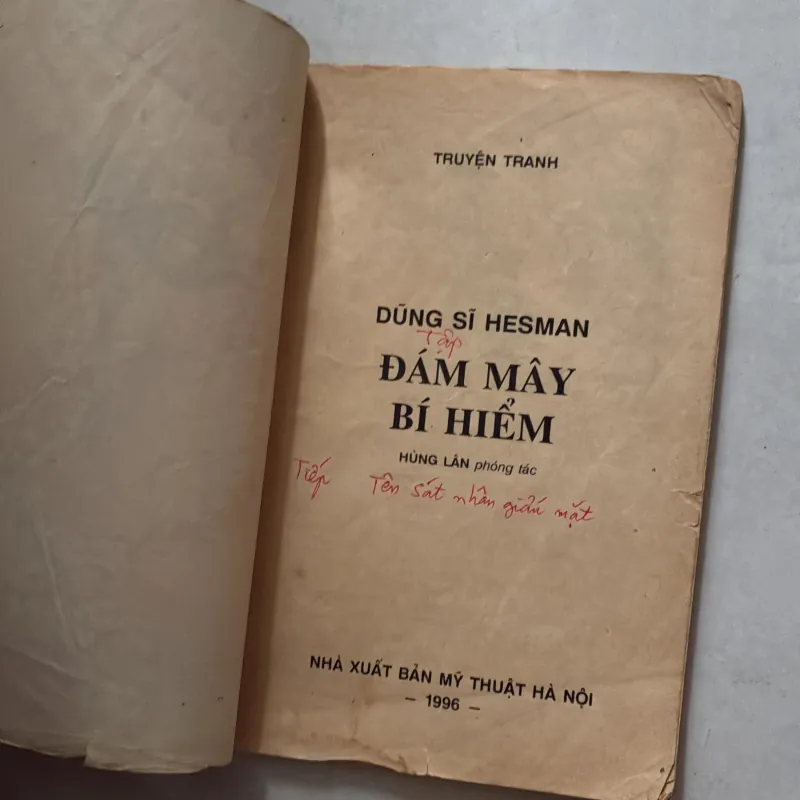 TRUYỆN TRANH
DŨNG SĨ HESMAN
Tập
ĐÁM MÂY
BÍ HIỂM
HÙNG LÂN phóng tác
Tiếp Tên sát nhân giấu mặt
NHÀ XUẤT BẢN MỸ THUẬT HÀ NỘI
– 1996 –